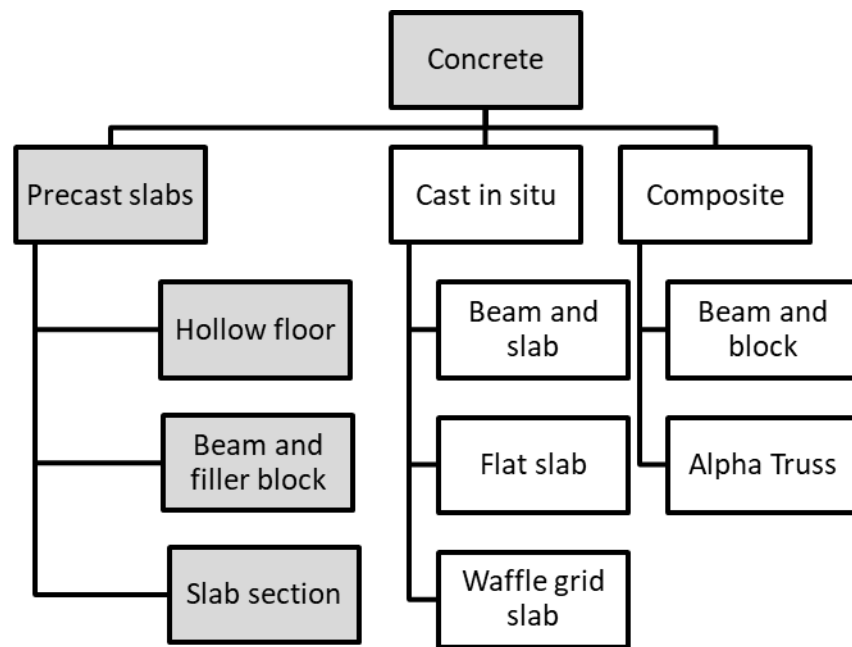 Concrete
Precast slabs
Cast in situ
Composite
Hollow floor
Beam and
slab
Beam and
block
Beam and
filler block
Flat slab
Alpha Truss
Slab section
Waffle grid
slab